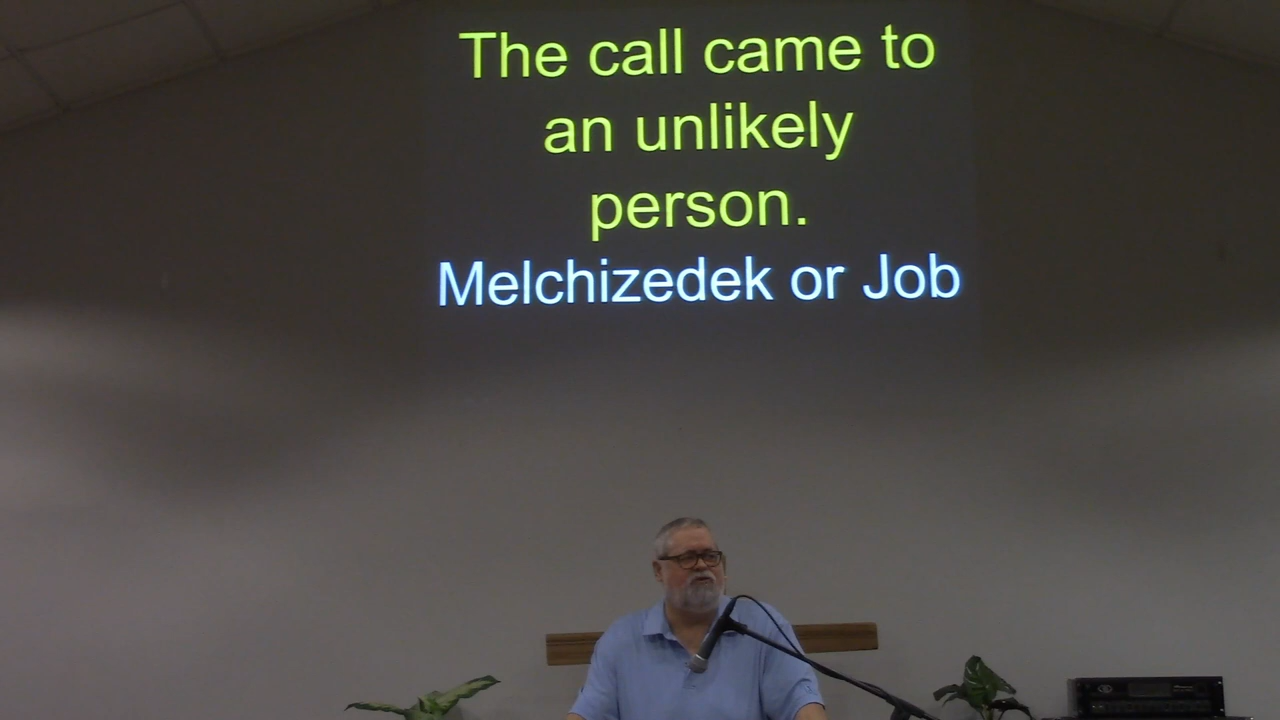 The call came to
an unlikely
person.
Melchizedek or Job